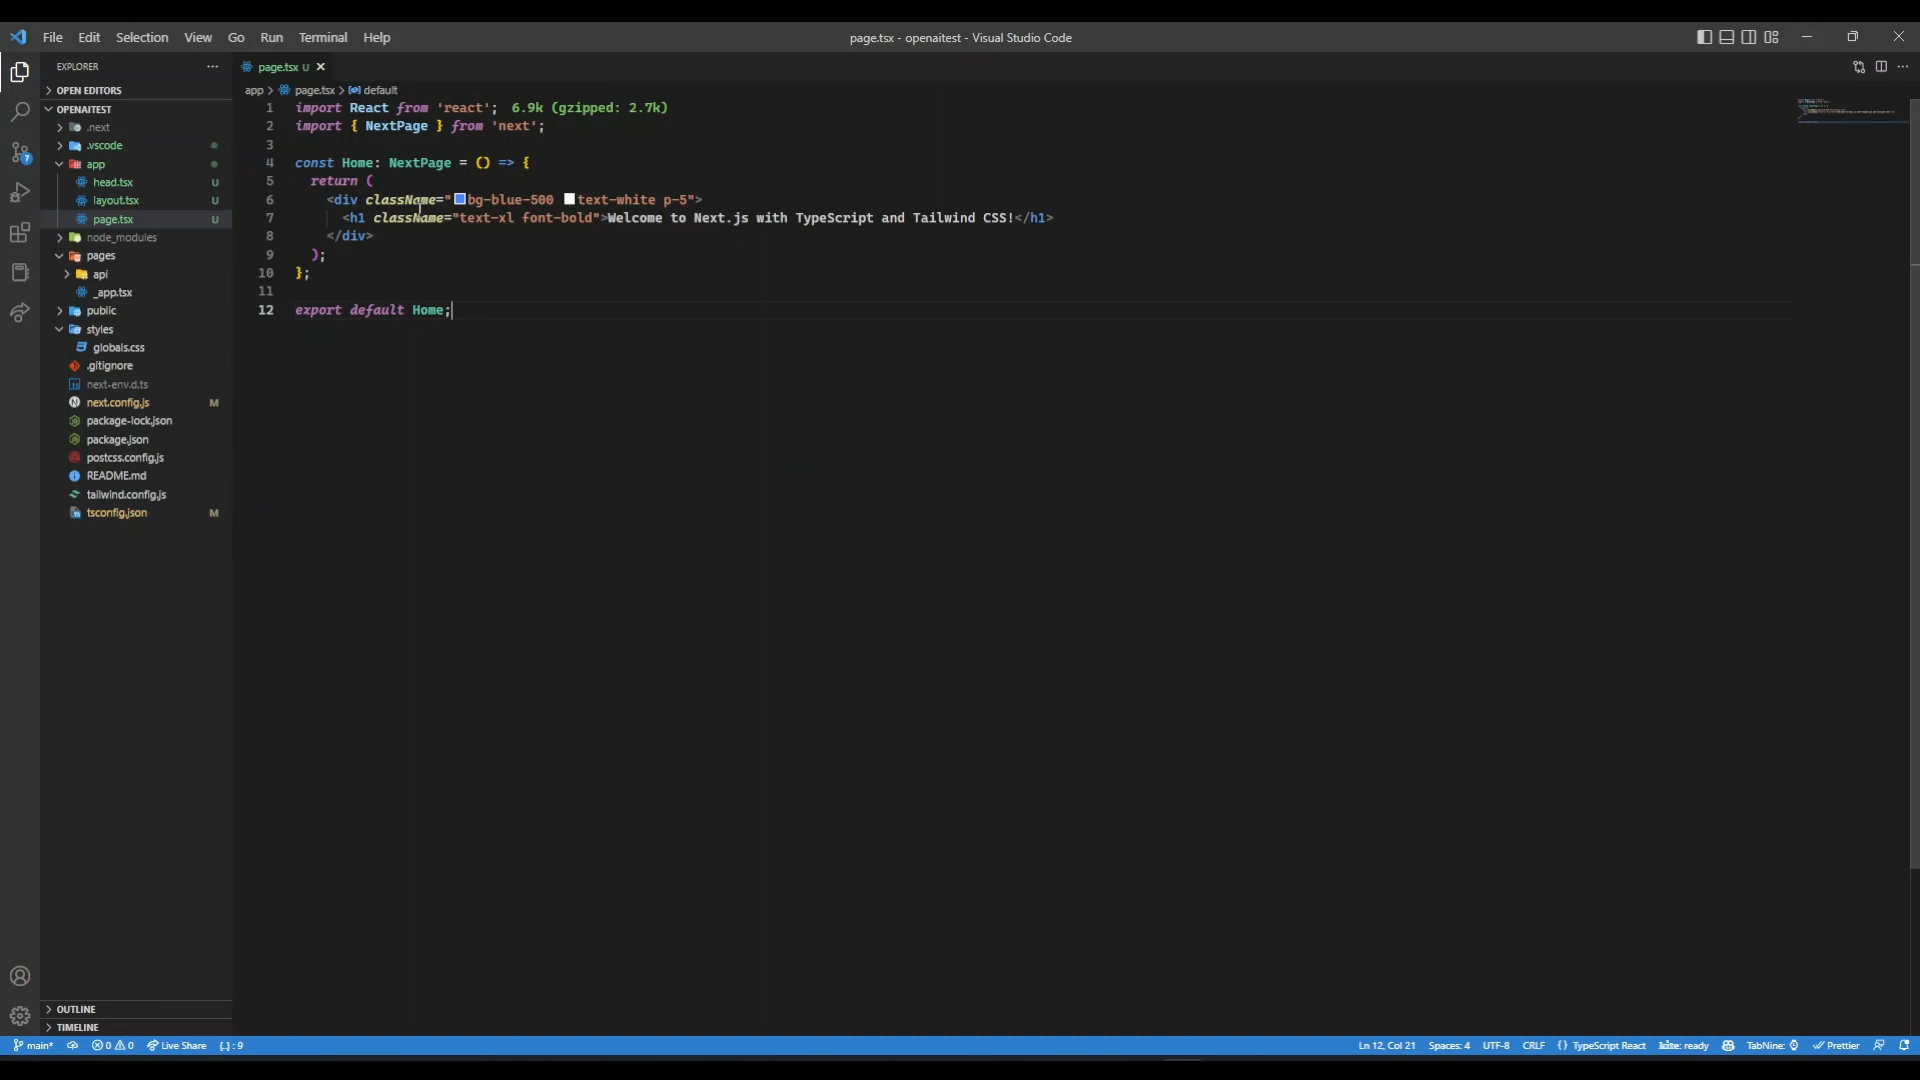 File Edit Selection View Go Run Terminal Help
page.tsx - openaitest - Visual Studio Code
EXPLORER
page.tsx U
OPEN EDITORS
app > page.tsx > default
OPENAITEST
.next
.vscode
app
head.tsx U
layout.tsx U
page.tsx U
node_modules
pages
api
_app.tsx
public
styles
globals.css
.gitignore
next-env.d.ts
next.config.js M
package-lock.json
package.json
postcss.config.js
README.md
tailwind.config.js
tsconfig.json M
1 import React from 'react'; 6.9k (gzipped: 2.7k)
2 import { NextPage } from 'next';
3
4 const Home: NextPage = () => {
5 return (
6 <div className="bg-blue-500 text-white p-5">
7 <h1 className="text-xl font-bold">Welcome to Next.js with TypeScript and Tailwind CSS!</h1>
8 </div>
9 );
10 };
11
12 export default Home;
7
OUTLINE
TIMELINE
main* 0 0 Live Share {..} : 9
Ln 12, Col 21 Spaces: 4 UTF-8 CRLF {} TypeScript React kite: ready TabNine: Prettier